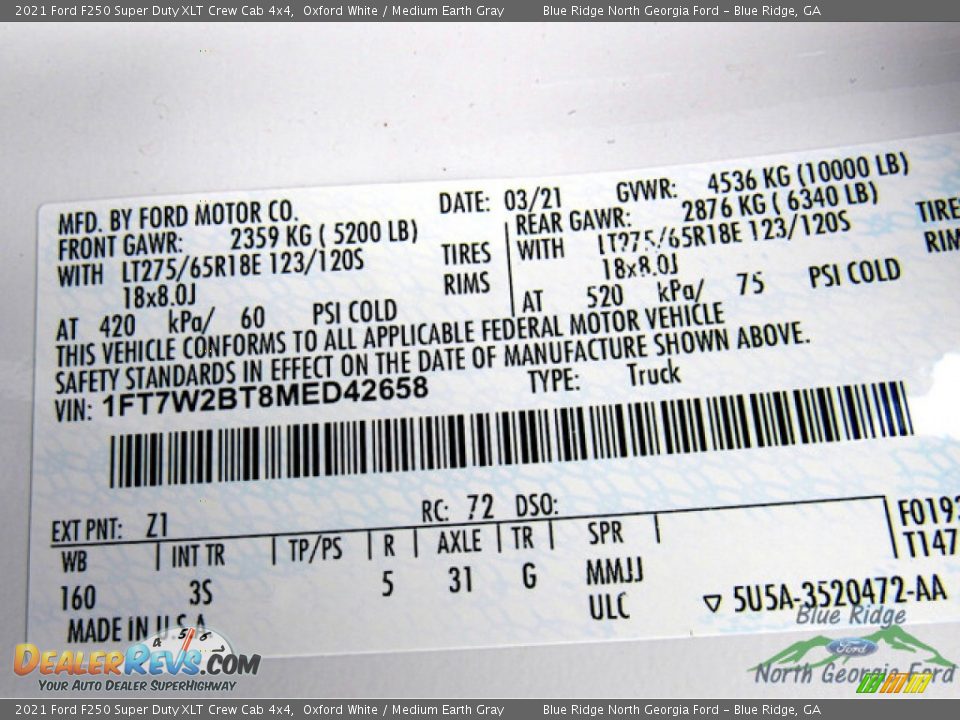 2021 Ford F250 Super Duty XLT Crew Cab 4x4,  Oxford White / Medium Earth Gray  Blue Ridge North Georgia Ford – Blue Ridge, GA
MFD. BY FORD MOTOR CO.  DATE: 03/21  GVWR: 4536 KG (10000 LB)
FRONT GAWR: 2359 KG ( 5200 LB)  REAR GAWR: 2876 KG ( 6340 LB)
WITH LT275/65R18E 123/120S TIRES  WITH LT275/65R18E 123/120S TIRE
18x8.0J RIMS  18x8.0J RIM
AT 420 kPa/ 60 PSI COLD  AT 520 kPa/ 75 PSI COLD
THIS VEHICLE CONFORMS TO ALL APPLICABLE FEDERAL MOTOR VEHICLE
SAFETY STANDARDS IN EFFECT ON THE DATE OF MANUFACTURE SHOWN ABOVE.
VIN: 1FT7W2BT8MED42658  TYPE: Truck
EXT PNT: Z1  RC: 72 DSO:  F0193
WB INT TR TP/PS R AXLE TR SPR  T147
160 3S 5 31 G MMJJ
ULC  5U5A-3520472-AA
MADE IN U.S.A.
4 5 6
DEALERREVS.COM
YOUR AUTO DEALER SUPERHIGHWAY
Blue Ridge
Ford
North Georgia Ford
2021 Ford F250 Super Duty XLT Crew Cab 4x4,  Oxford White / Medium Earth Gray  Blue Ridge North Georgia Ford – Blue Ridge, GA